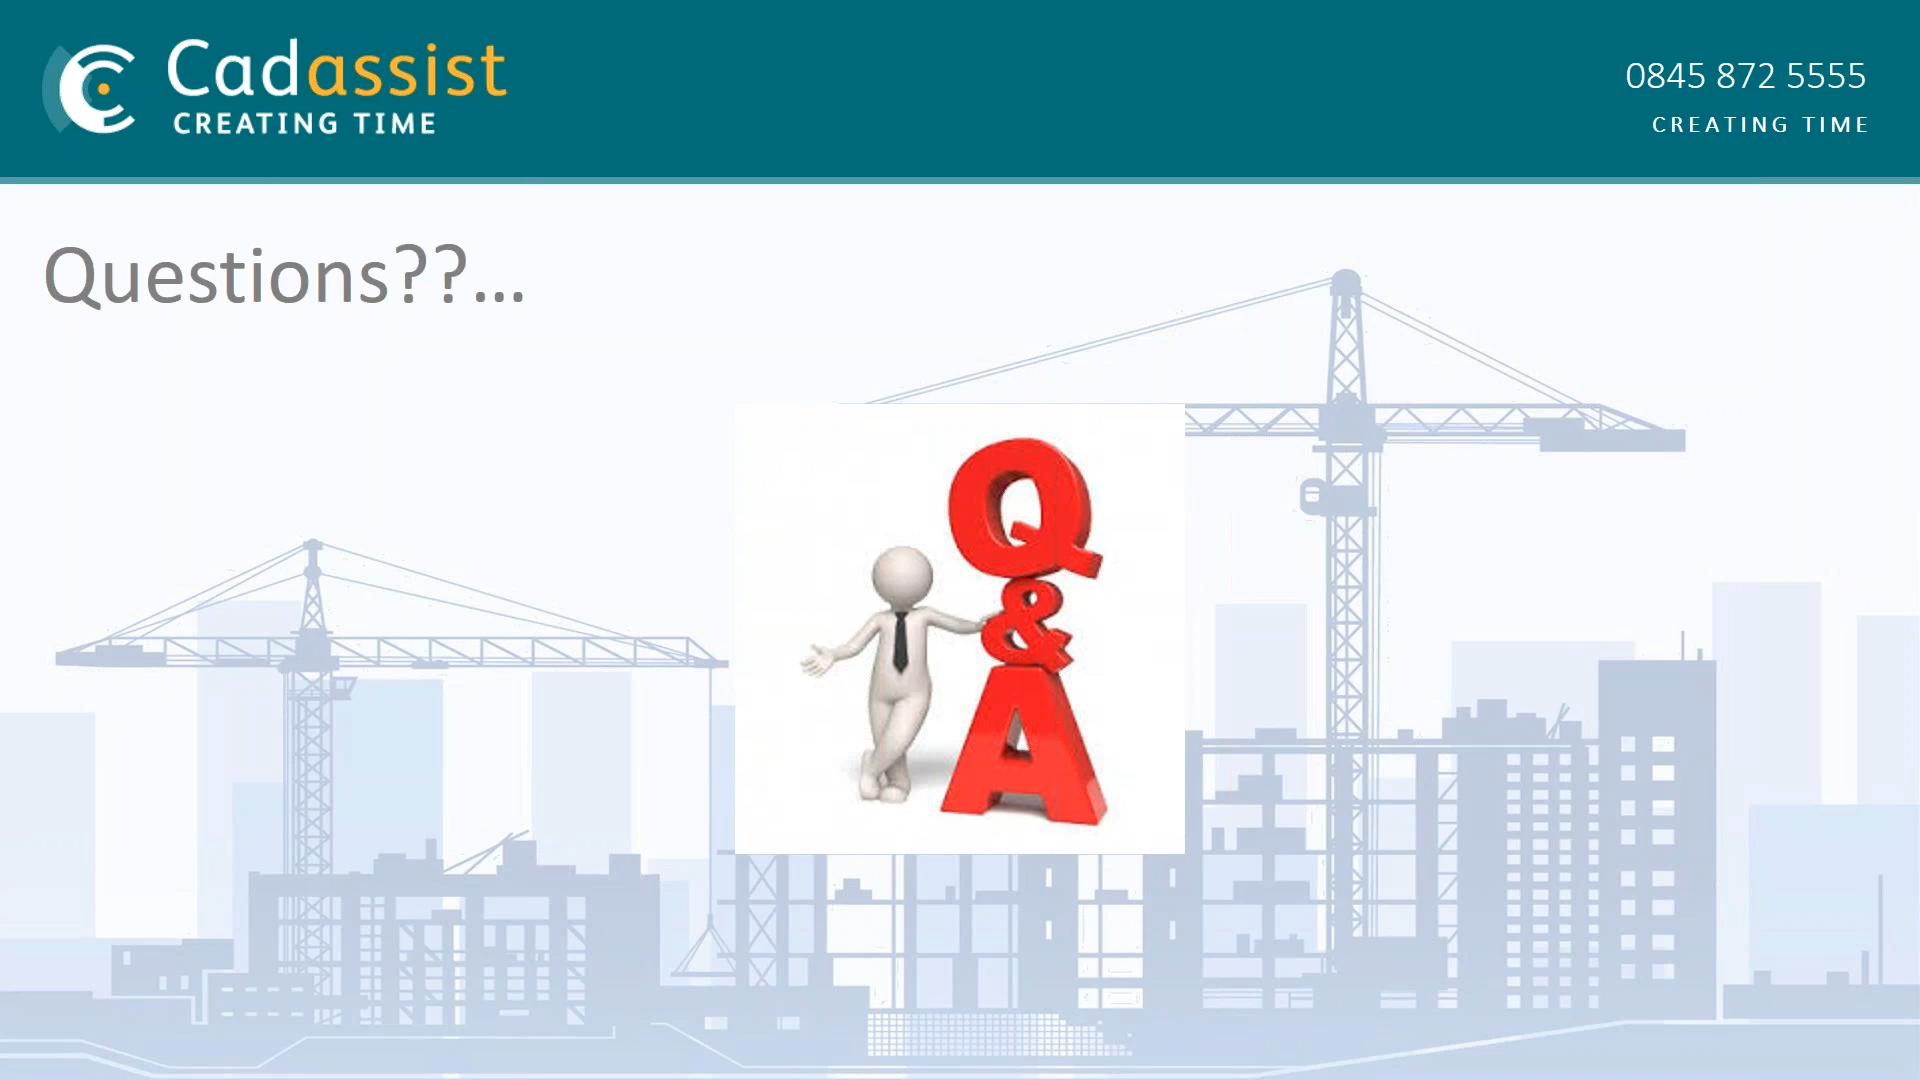 Cadassist
CREATING TIME
0845 872 5555
CREATING TIME
Questions??...
Q
&
A